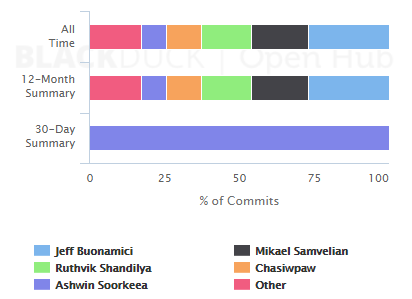 All
Time
BLACKDUCK | Open Hub
12-Month
Summary
30-Day
Summary
0 25 50 75 100
% of Commits
Jeff Buonamici
Mikael Samvelian
Ruthvik Shandilya
Chasiwpaw
Ashwin Soorkeea
Other